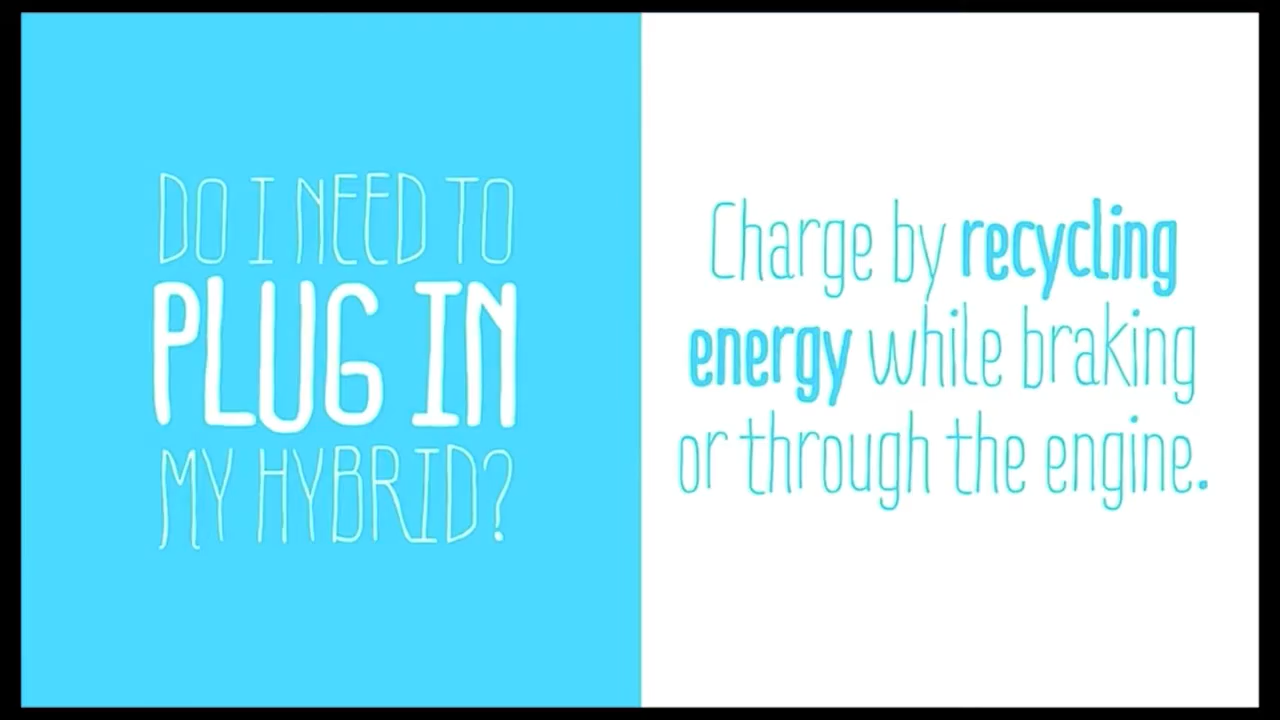 DO I NEED TO
PLUG IN
MY HYBRID?
Charge by recycling
energy while braking
or through the engine.